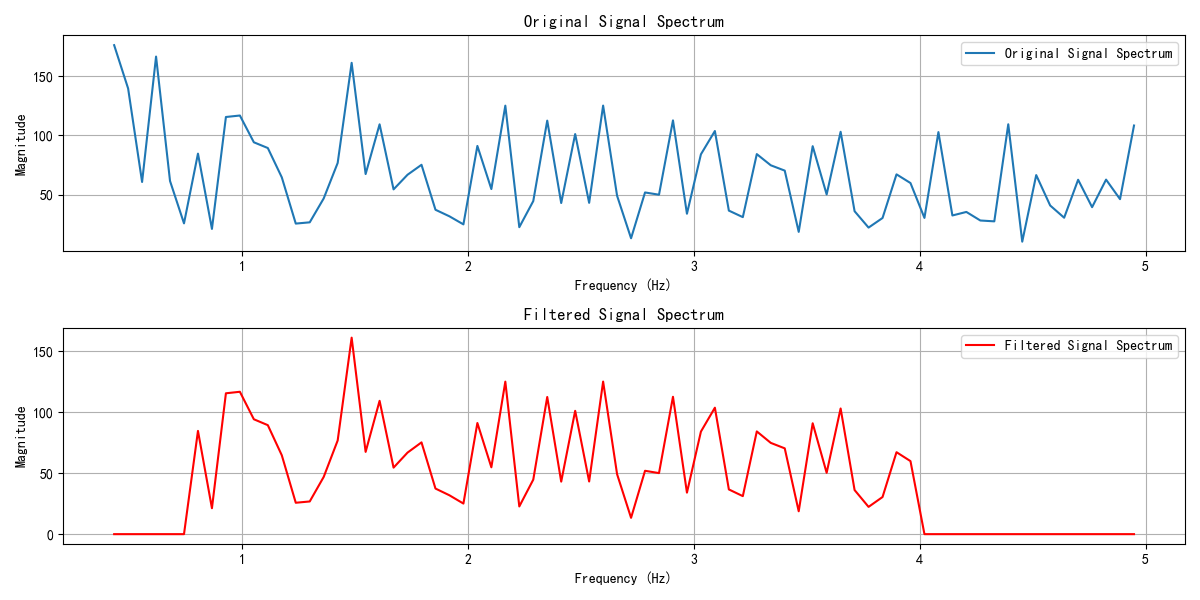 Original Signal Spectrum
Original Signal Spectrum
150
100
50
Magnitude
1 2 3 4 5
Frequency (Hz)
Filtered Signal Spectrum
Filtered Signal Spectrum
150
100
50
0
Magnitude
1 2 3 4 5
Frequency (Hz)